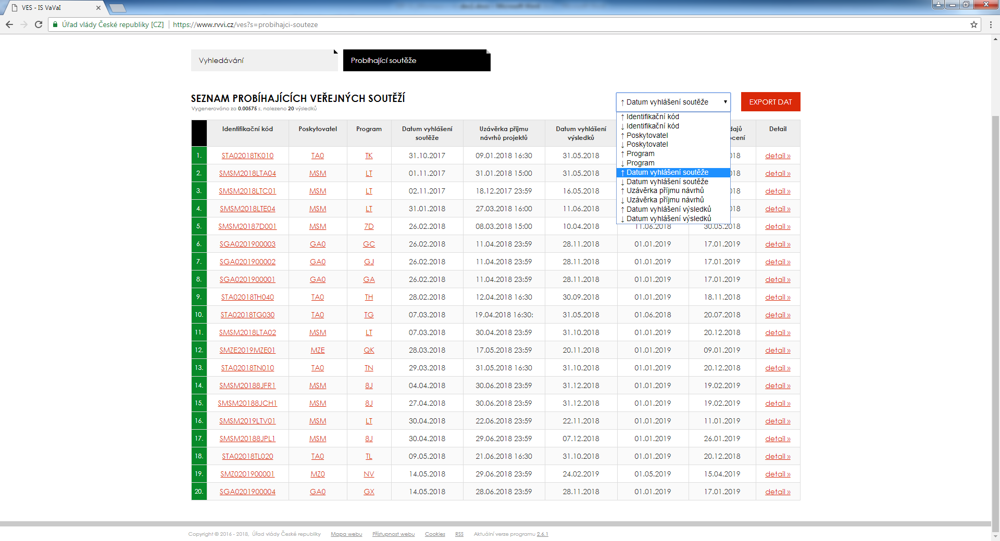 VES - IS VaVaI
Úřad vlády České republiky [CZ] https://www.rvvi.cz/ves?s=probihajci-souteze
Vyhledávání
Probíhající soutěže
SEZNAM PROBÍHAJÍCÍCH VEŘEJNÝCH SOUTĚŽÍ
Vygenerováno za 0.00575 s, nalezeno 20 výsledků
↑ Datum vyhlášení soutěže
EXPORT DAT
↑ Identifikační kód
↓ Identifikační kód
↑ Poskytovatel
↓ Poskytovatel
↑ Program
↓ Program
↑ Datum vyhlášení soutěže
↓ Datum vyhlášení soutěže
↑ Uzávěrka příjmu návrhů
↓ Uzávěrka příjmu návrhů
↑ Datum vyhlášení výsledků
↓ Datum vyhlášení výsledků
Identifikační kód Poskytovatel Program Datum vyhlášení soutěže Uzávěrka příjmu návrhů projektů Datum vyhlášení výsledků Detail
1. STA02018TK010 TA0 TK 31.10.2017 09.01.2018 16:30 31.05.2018 detail »
2. SMSM2018LTA04 MSM LT 01.11.2017 31.01.2018 15:00 31.05.2018 detail »
3. SMSM2018LTC01 MSM LT 02.11.2017 18.12.2017 23:59 16.05.2018 detail »
4. SMSM2018LTE04 MSM LT 31.01.2018 27.03.2018 16:00 11.06.2018 detail »
5. SMSM20187D001 MSM 7D 26.02.2018 08.03.2018 15:00 10.04.2018 11.06.2018 30.05.2018 detail »
6. SGA0201900003 GA0 GC 26.02.2018 11.04.2018 23:59 28.11.2018 01.01.2019 17.01.2019 detail »
7. SGA0201900002 GA0 GJ 26.02.2018 11.04.2018 23:59 28.11.2018 01.01.2019 17.01.2019 detail »
8. SGA0201900001 GA0 GA 26.02.2018 11.04.2018 23:59 28.11.2018 01.01.2019 17.01.2019 detail »
9. STA02018TH040 TA0 TH 28.02.2018 12.04.2018 16:30 30.09.2018 01.01.2019 18.11.2018 detail »
10. STA02018TG030 TA0 TG 07.03.2018 19.04.2018 16:30: 31.05.2018 01.06.2018 20.07.2018 detail »
11. SMSM2018LTA02 MSM LT 07.03.2018 30.04.2018 23:59 31.10.2018 01.01.2019 20.12.2018 detail »
12. SMZE2019MZE01 MZE QK 28.03.2018 17.05.2018 23:59 20.11.2018 01.01.2019 09.01.2019 detail »
13. STA02018TN010 TA0 TN 29.03.2018 31.05.2018 16:30 31.10.2018 01.01.2019 20.12.2018 detail »
14. SMSM20188JFR1 MSM 8J 04.04.2018 30.06.2018 23:59 31.12.2018 01.01.2019 19.02.2019 detail »
15. SMSM20188JCH1 MSM 8J 27.04.2018 30.06.2018 23:59 31.12.2018 01.01.2019 19.02.2019 detail »
16. SMSM2019LTV01 MSM LT 30.04.2018 22.06.2018 23:59 22.11.2018 01.01.2019 11.01.2019 detail »
17. SMSM20188JPL1 MSM 8J 30.04.2018 29.06.2018 23:59 07.12.2018 01.01.2019 26.01.2019 detail »
18. STA02018TL020 TA0 TL 09.05.2018 21.06.2018 16:30 31.10.2018 01.01.2019 20.12.2018 detail »
19. SMZ0201900001 MZ0 NV 14.05.2018 29.06.2018 23:59 24.02.2019 01.05.2019 15.04.2019 detail »
20. SGA0201900004 GA0 GX 14.05.2018 28.06.2018 23:59 28.11.2018 01.01.2019 17.01.2019 detail »
Copyright © 2016 - 2018, Úřad vlády České republiky Mapa webu Přístupnost webu Cookies RSS Aktuální verze programu 2.6.1